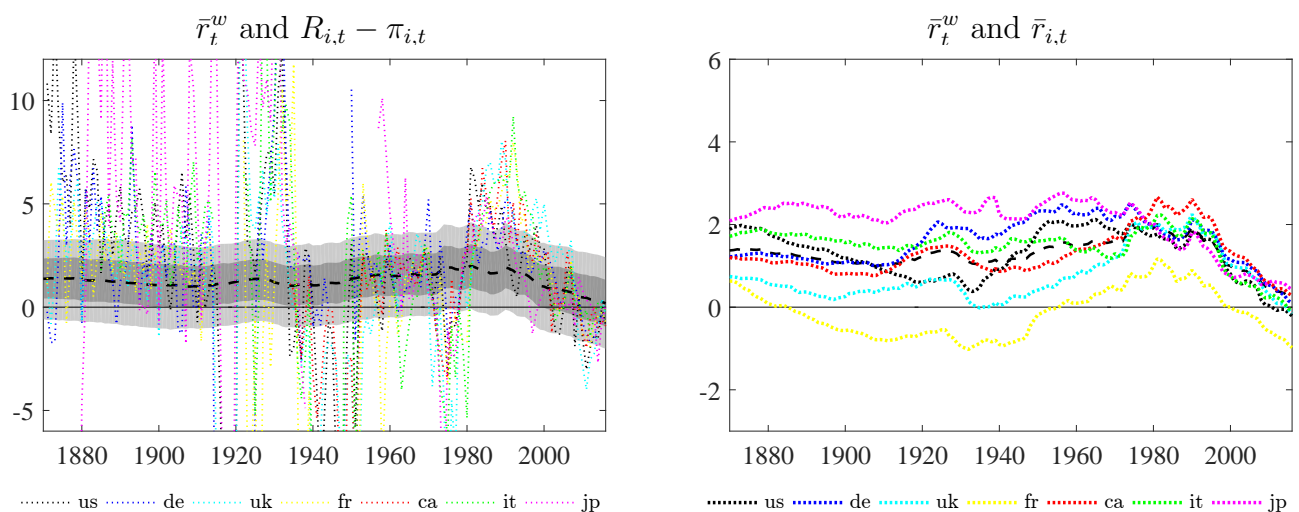 r̄ₜʷ and Rᵢ,ₜ − πᵢ,ₜ
10
5
0
-5
1880 1900 1920 1940 1960 1980 2000
us de uk fr ca it jp
r̄ₜʷ and r̄ᵢ,ₜ
6
4
2
0
-2
1880 1900 1920 1940 1960 1980 2000
us de uk fr ca it jp